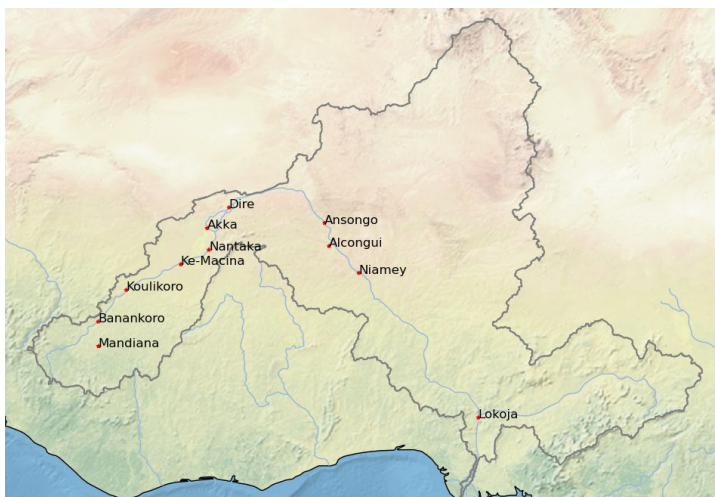 Dire
Ansongo
Akka
Alcongui
Nantaka
Ke-Macina
Niamey
Koulikoro
Banankoro
Mandiana
Lokoja